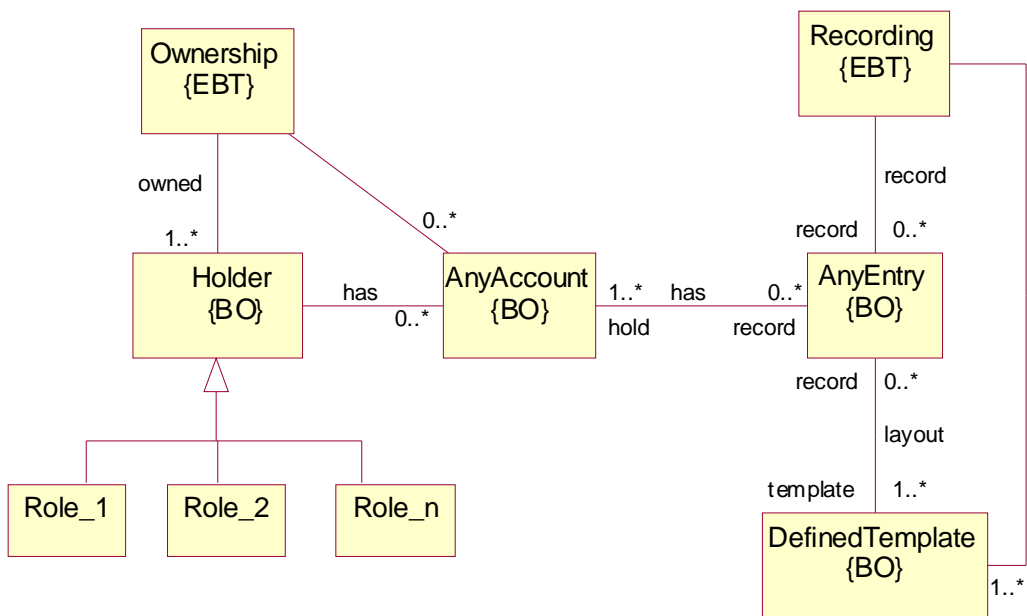 Ownership
{EBT}
Recording
{EBT}
owned
record
0..*
1..*
record
0..*
Holder
{BO}
has
0..*
AnyAccount
{BO}
1..*
has
0..*
hold
record
AnyEntry
{BO}
record
0..*
layout
Role_1
Role_2
Role_n
template
1..*
DefinedTemplate
{BO}
1..*